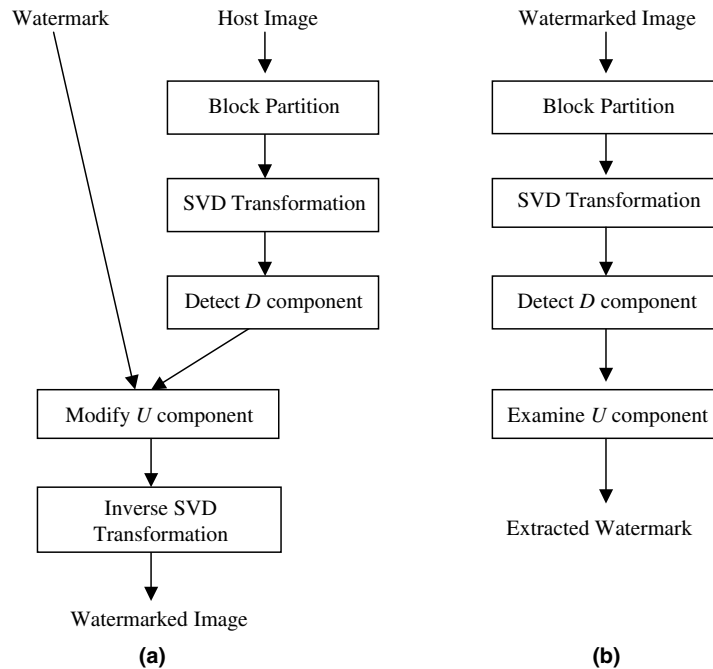 Watermark
Host Image
Block Partition
SVD Transformation
Detect D component
Modify U component
Inverse SVD
Transformation
Watermarked Image
(a)
Watermarked Image
Block Partition
SVD Transformation
Detect D component
Examine U component
Extracted Watermark
(b)